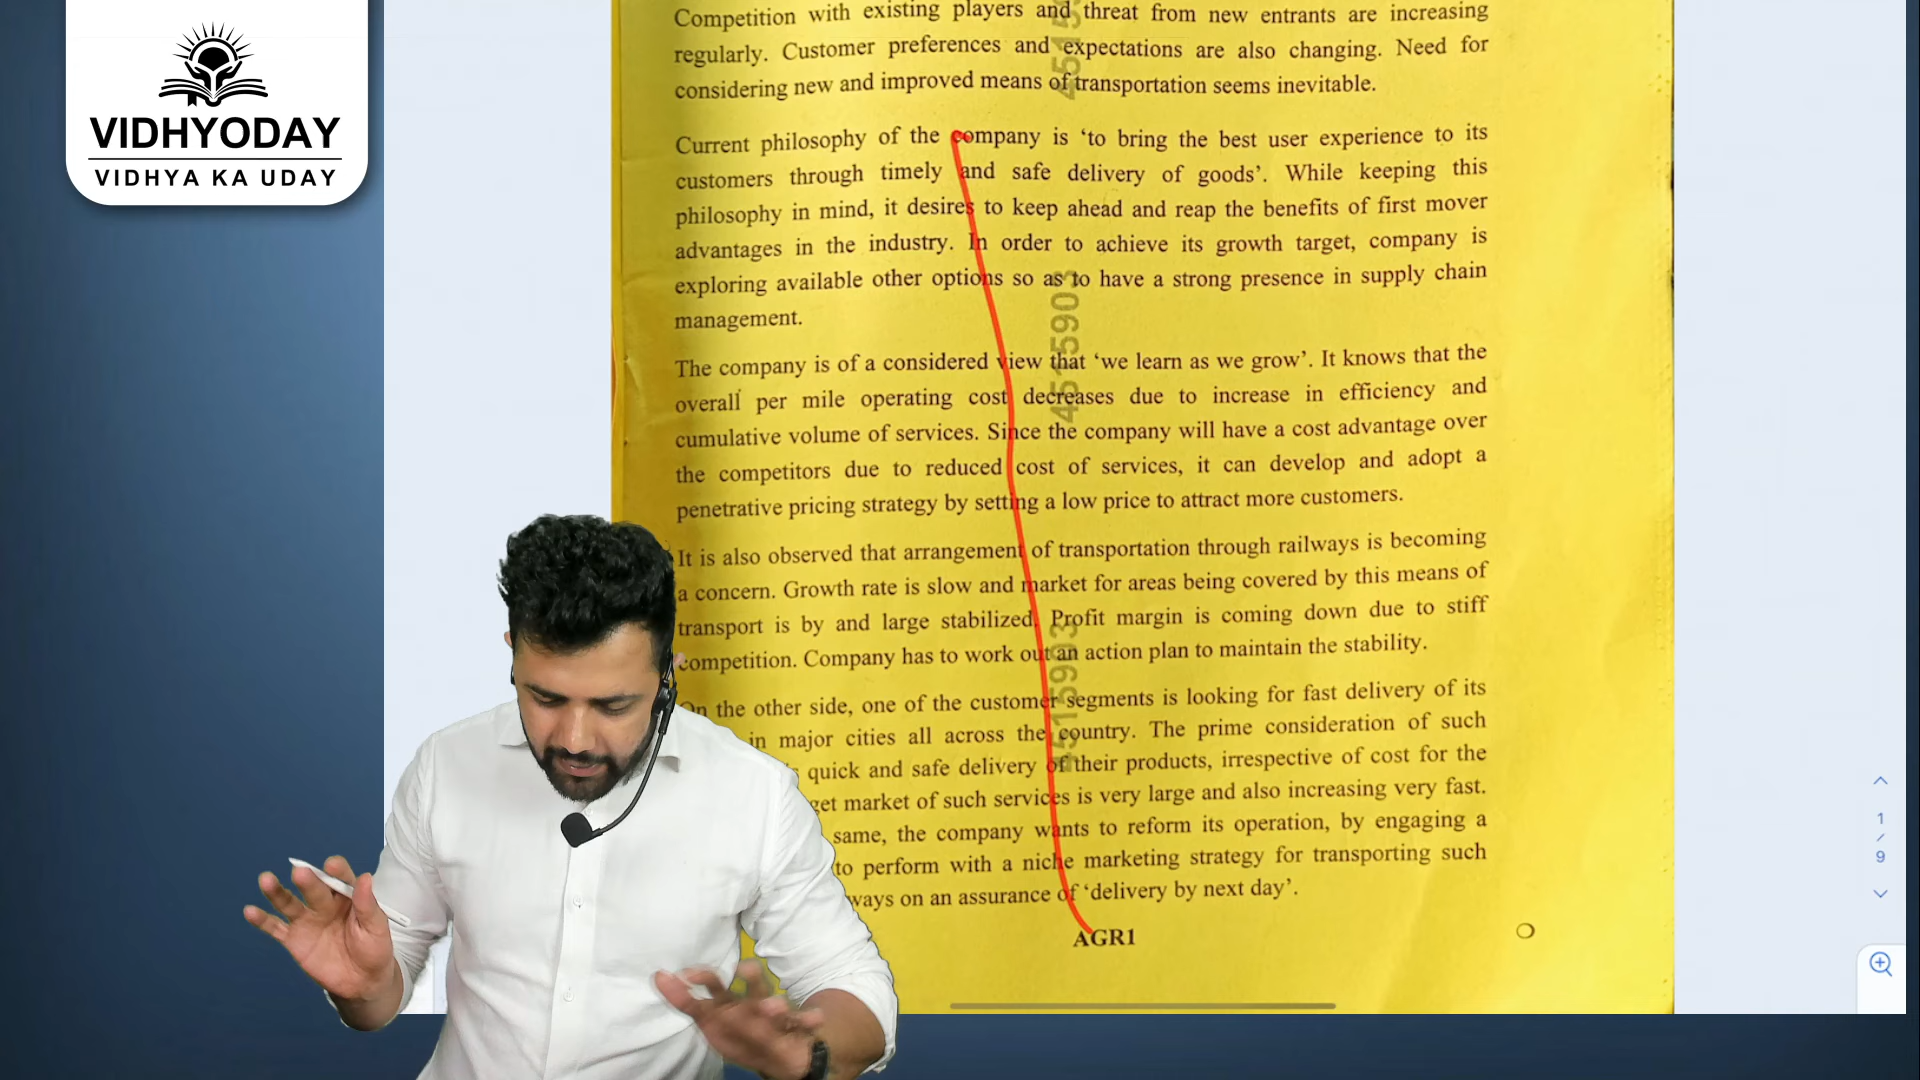 VIDHYODAY
VIDHYA KA UDAY
Competition with existing players and threat from new entrants are increasing
regularly. Customer preferences and expectations are also changing. Need for
considering new and improved means of transportation seems inevitable.
Current philosophy of the company is ‘to bring the best user experience to its
customers through timely and safe delivery of goods’. While keeping this
philosophy in mind, it desires to keep ahead and reap the benefits of first mover
advantages in the industry. In order to achieve its growth target, company is
exploring available other options so as to have a strong presence in supply chain
management.
The company is of a considered view that ‘we learn as we grow’. It knows that the
overall per mile operating cost decreases due to increase in efficiency and
cumulative volume of services. Since the company will have a cost advantage over
the competitors due to reduced cost of services, it can develop and adopt a
penetrative pricing strategy by setting a low price to attract more customers.
It is also observed that arrangement of transportation through railways is becoming
a concern. Growth rate is slow and market for areas being covered by this means of
transport is by and large stabilized. Profit margin is coming down due to stiff
competition. Company has to work out an action plan to maintain the stability.
On the other side, one of the customer segments is looking for fast delivery of its
in major cities all across the country. The prime consideration of such
quick and safe delivery of their products, irrespective of cost for the
get market of such services is very large and also increasing very fast.
same, the company wants to reform its operation, by engaging a
to perform with a niche marketing strategy for transporting such
ways on an assurance of ‘delivery by next day’.
AGR1
4515903
1
/
9